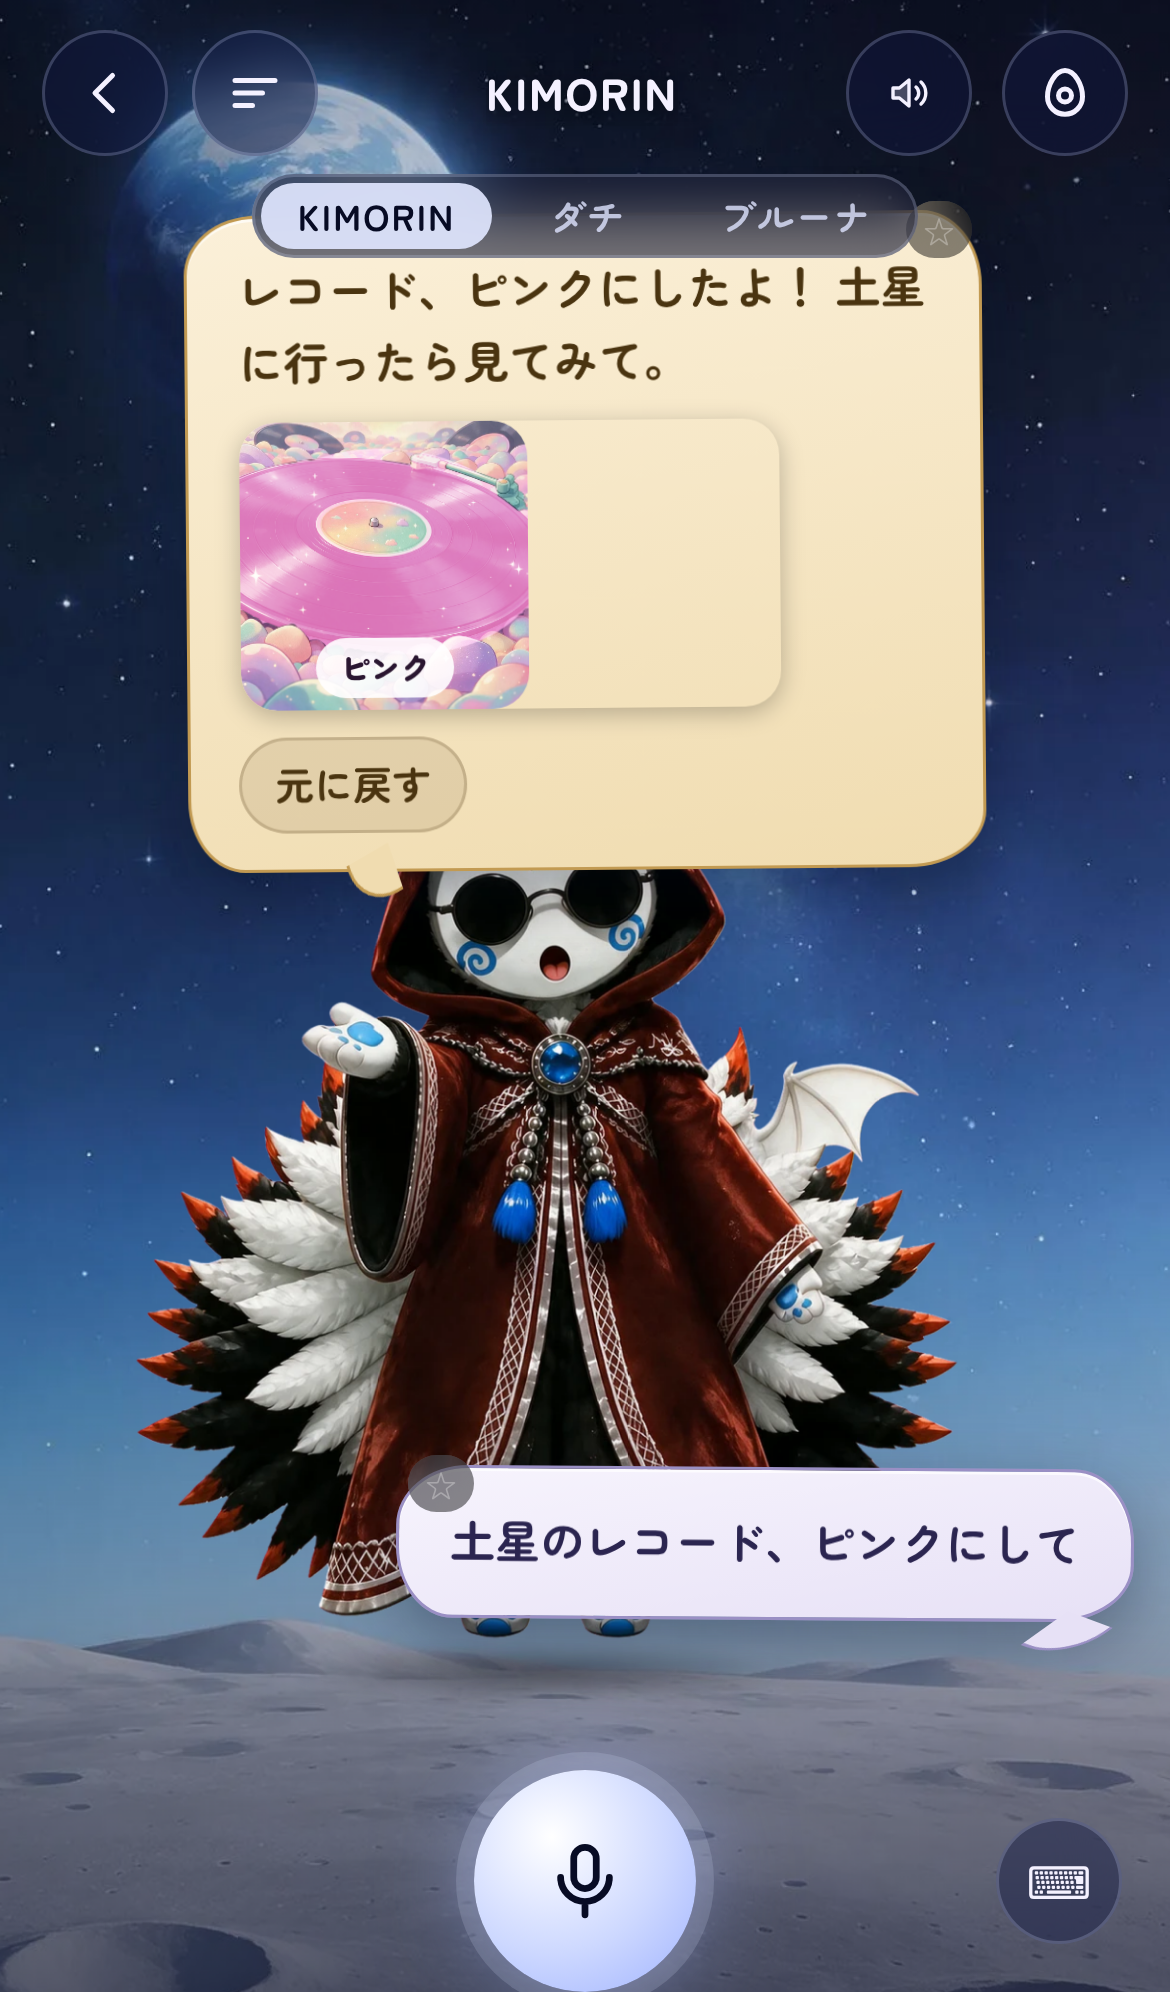 KIMORIN
KIMORIN ダチ ブルーナ
レコード、ピンクにしたよ！ 土星
に行ったら見てみて。
ピンク
元に戻す
土星のレコード、ピンクにして